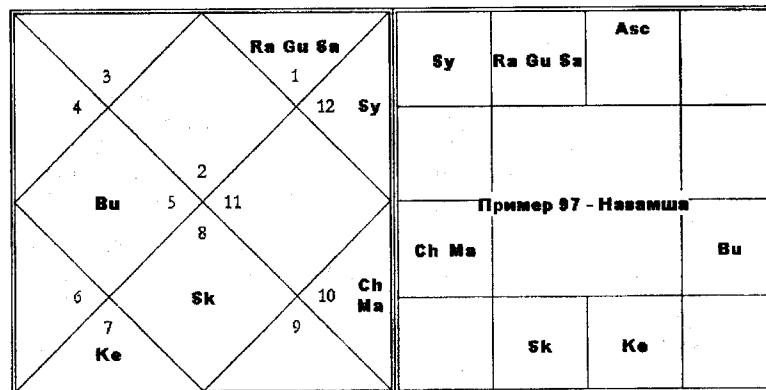 Ra Gu Sa
3
1
4
12
Sy
2
Bu
5
11
8
Ch
6
Sk
10
Ma
7
9
Ke
Asc
Sy
Ra Gu Sa
Пример 97 - Навамша
Ch Ma
Bu
Sk
Ke